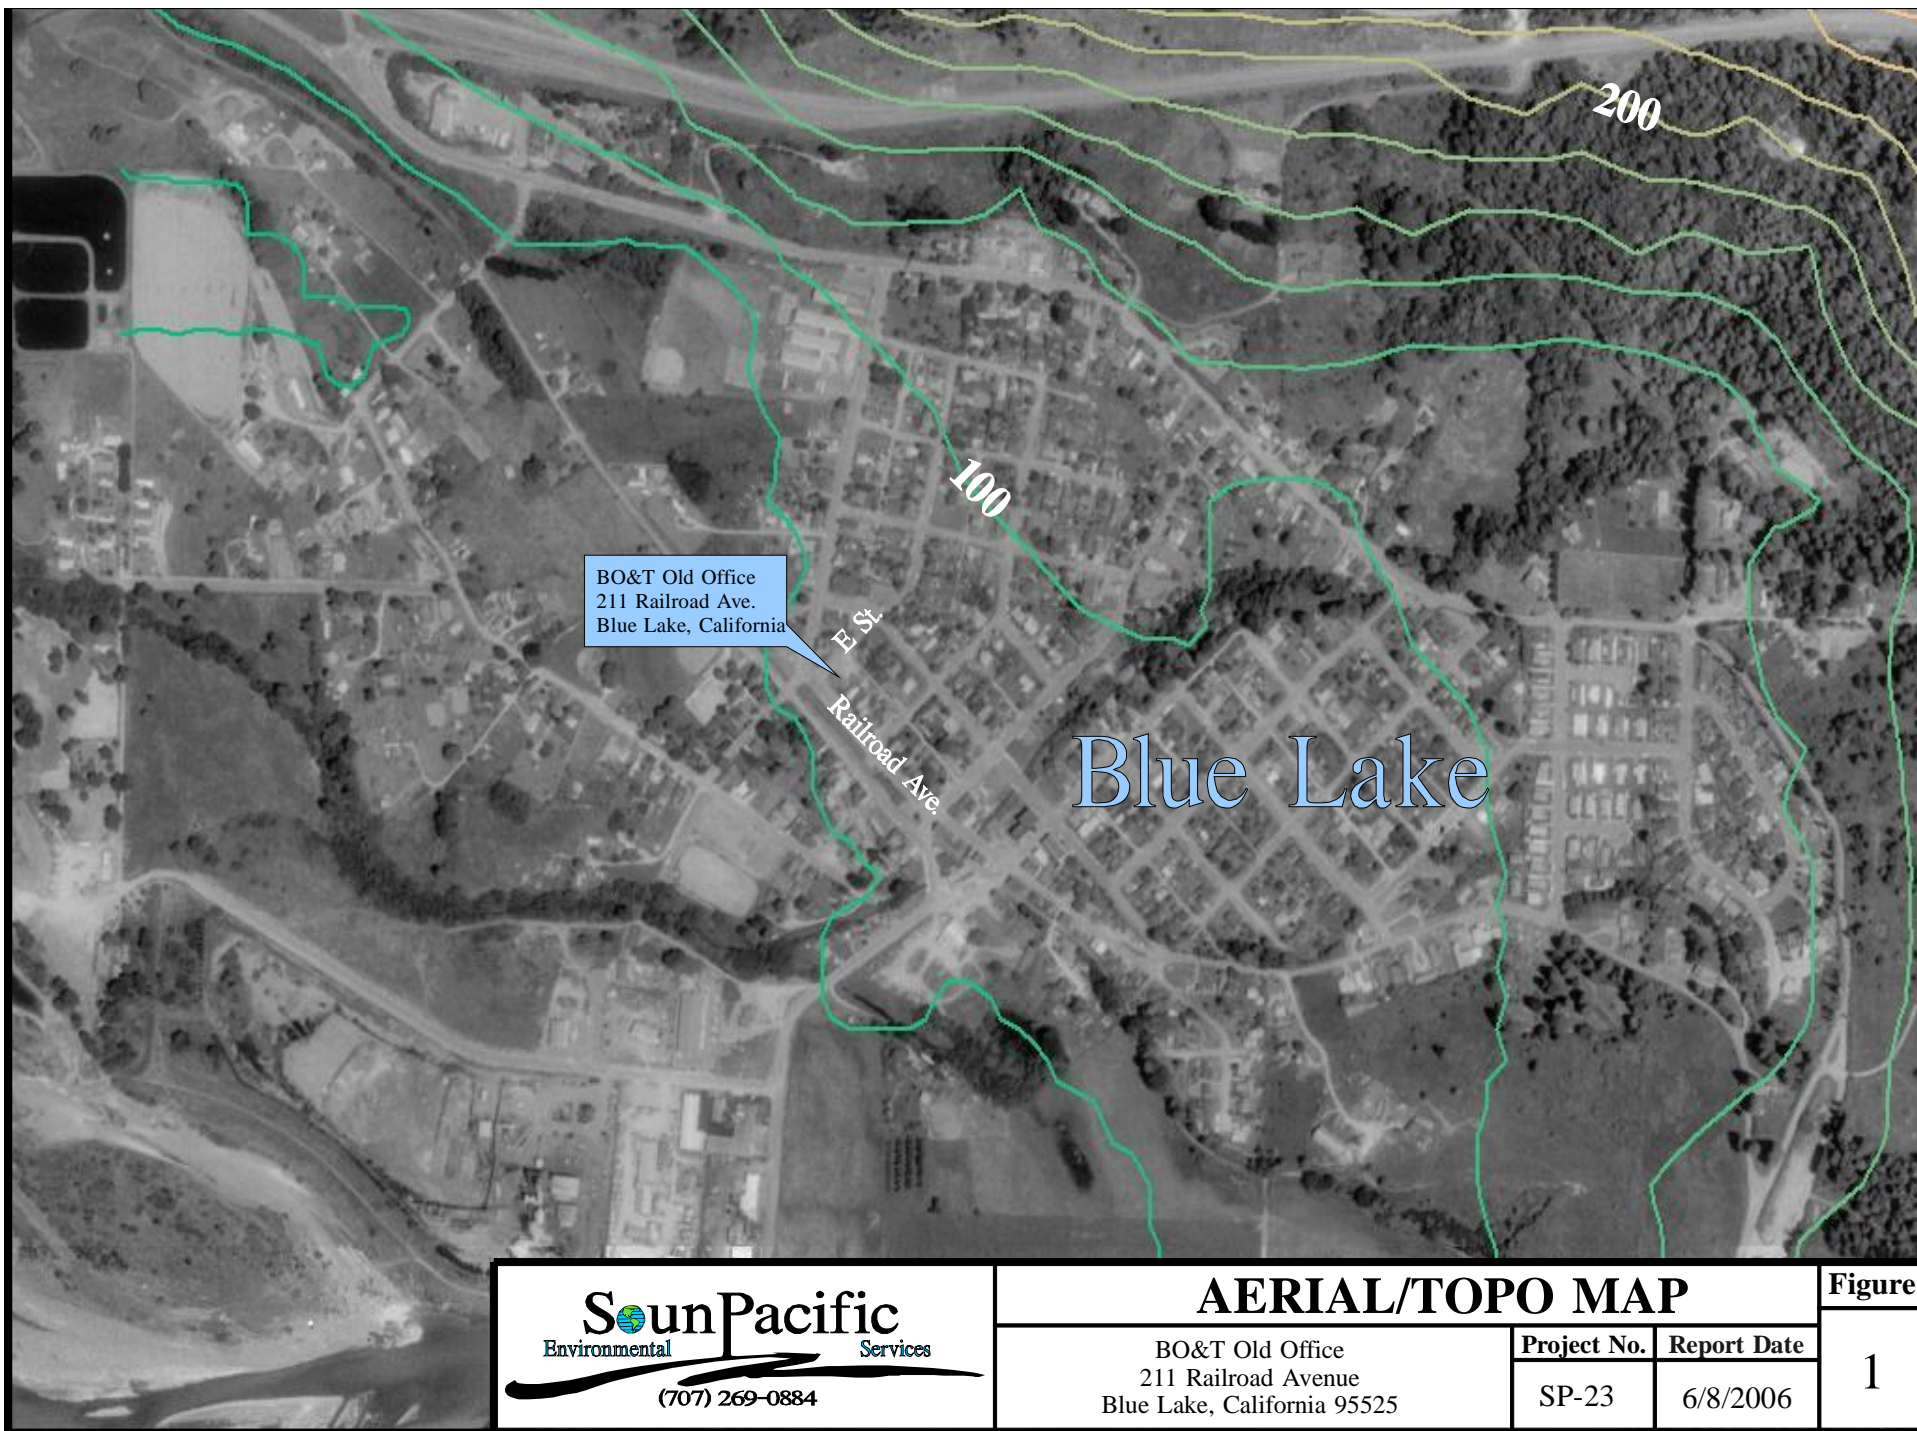 200
100
BO&T Old Office
211 Railroad Ave.
Blue Lake, California
E St.
Railroad Ave.
Blue Lake
SounPacific
Environmental Services
(707) 269-0884
AERIAL/TOPO MAP
BO&T Old Office
211 Railroad Avenue
Blue Lake, California 95525
Project No.
SP-23
Report Date
6/8/2006
Figure
1